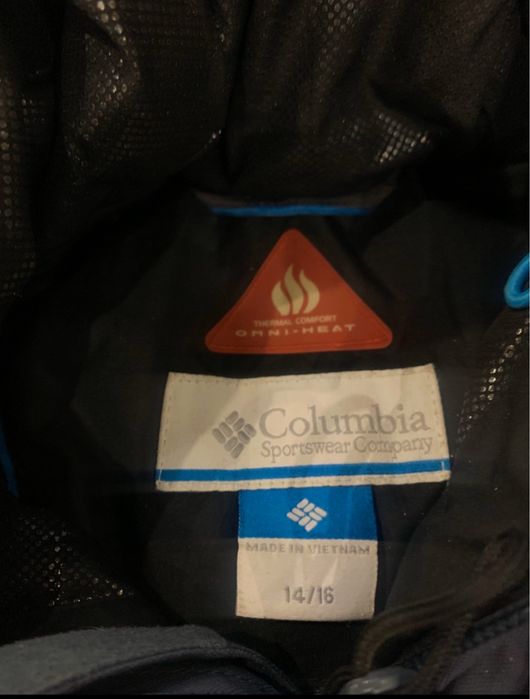 THERMAL COMFORT
OMNI-HEAT
Columbia
Sportswear Company
MADE IN VIETNAM
14/16